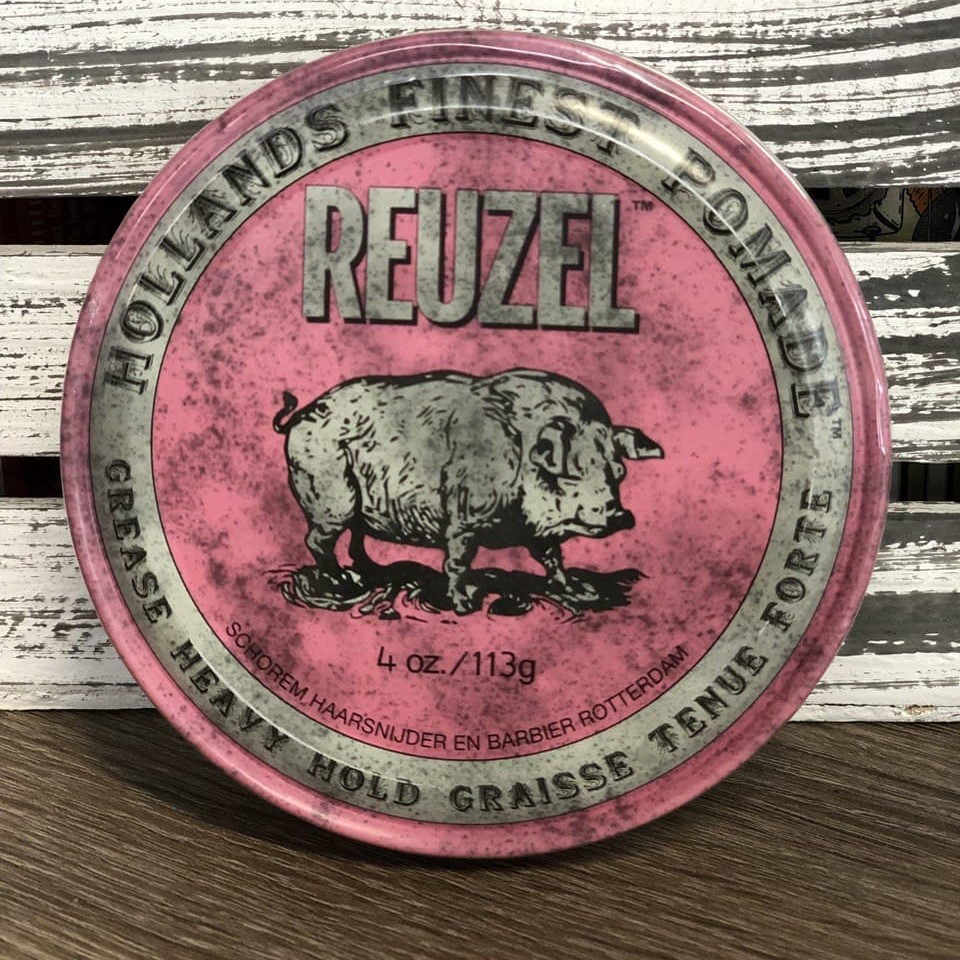 HOLLANDS FINEST POMADE™
REUZEL™
4 oz./113g
SCHOREM HAARSNIJDER EN BARBIER ROTTERDAM
GREASE HEAVY HOLD GRAISSE TENUE FORTE